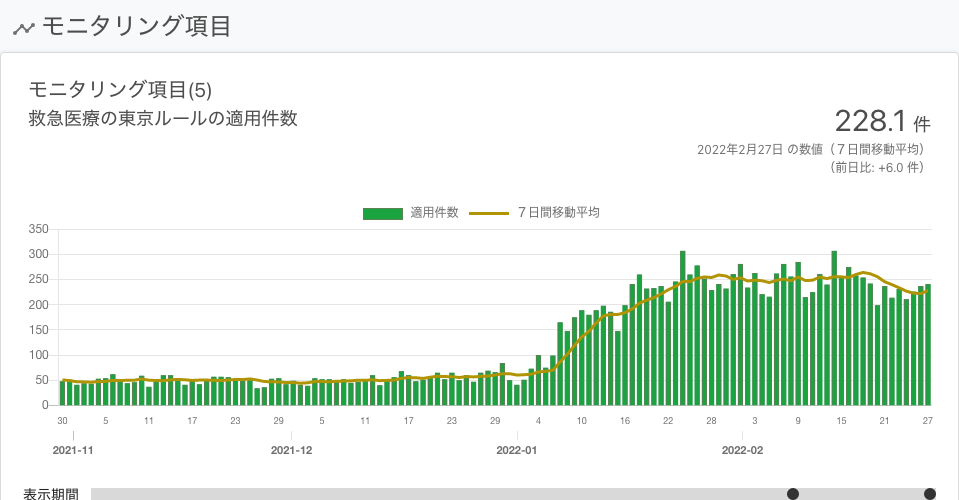 モニタリング項目
モニタリング項目(5)
救急医療の東京ルールの適用件数
228.1 件
2022年2月27日 の数値（７日間移動平均）
（前日比: +6.0 件）
適用件数 ７日間移動平均
350
300
250
200
150
100
50
0
30 5 11 17 23 29 5 11 17 23 29 4 10 16 22 28 3 9 15 21 27
2021-11 2021-12 2022-01 2022-02
表示期間